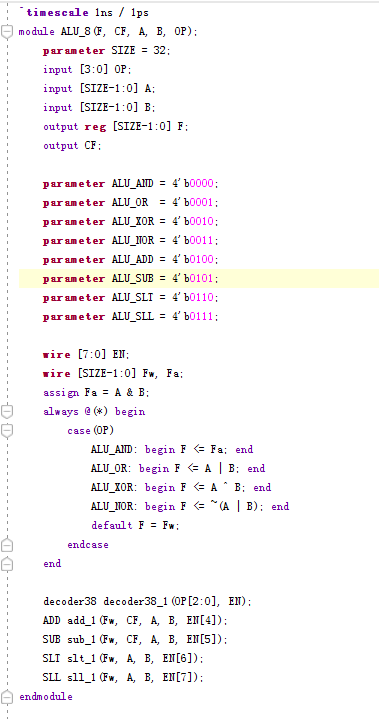 `timescale 1ns / 1ps
module ALU_8(F, CF, A, B, OP);
parameter SIZE = 32;
input [3:0] OP;
input [SIZE-1:0] A;
input [SIZE-1:0] B;
output reg [SIZE-1:0] F;
output CF;
parameter ALU_AND = 4'b0000;
parameter ALU_OR  = 4'b0001;
parameter ALU_XOR = 4'b0010;
parameter ALU_NOR = 4'b0011;
parameter ALU_ADD = 4'b0100;
parameter ALU_SUB = 4'b0101;
parameter ALU_SLT = 4'b0110;
parameter ALU_SLL = 4'b0111;
wire [7:0] EN;
wire [SIZE-1:0] Fw, Fa;
assign Fa = A & B;
always @(*) begin
case(OP)
ALU_AND: begin F <= Fa; end
ALU_OR: begin F <= A | B; end
ALU_XOR: begin F <= A ^ B; end
ALU_NOR: begin F <= ~(A | B); end
default F = Fw;
endcase
end
decoder38 decoder38_1(OP[2:0], EN);
ADD add_1(Fw, CF, A, B, EN[4]);
SUB sub_1(Fw, CF, A, B, EN[5]);
SLT slt_1(Fw, A, B, EN[6]);
SLL sll_1(Fw, A, B, EN[7]);
endmodule